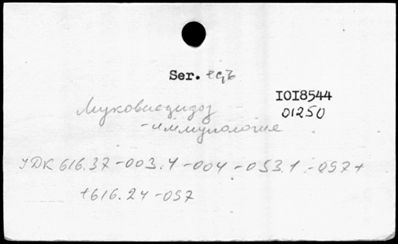 Ser.
IOI8544
01250
Муковисцидоз
-иммунология
УДК 616.37-003.4-004-053.1-097+
+616.24-097